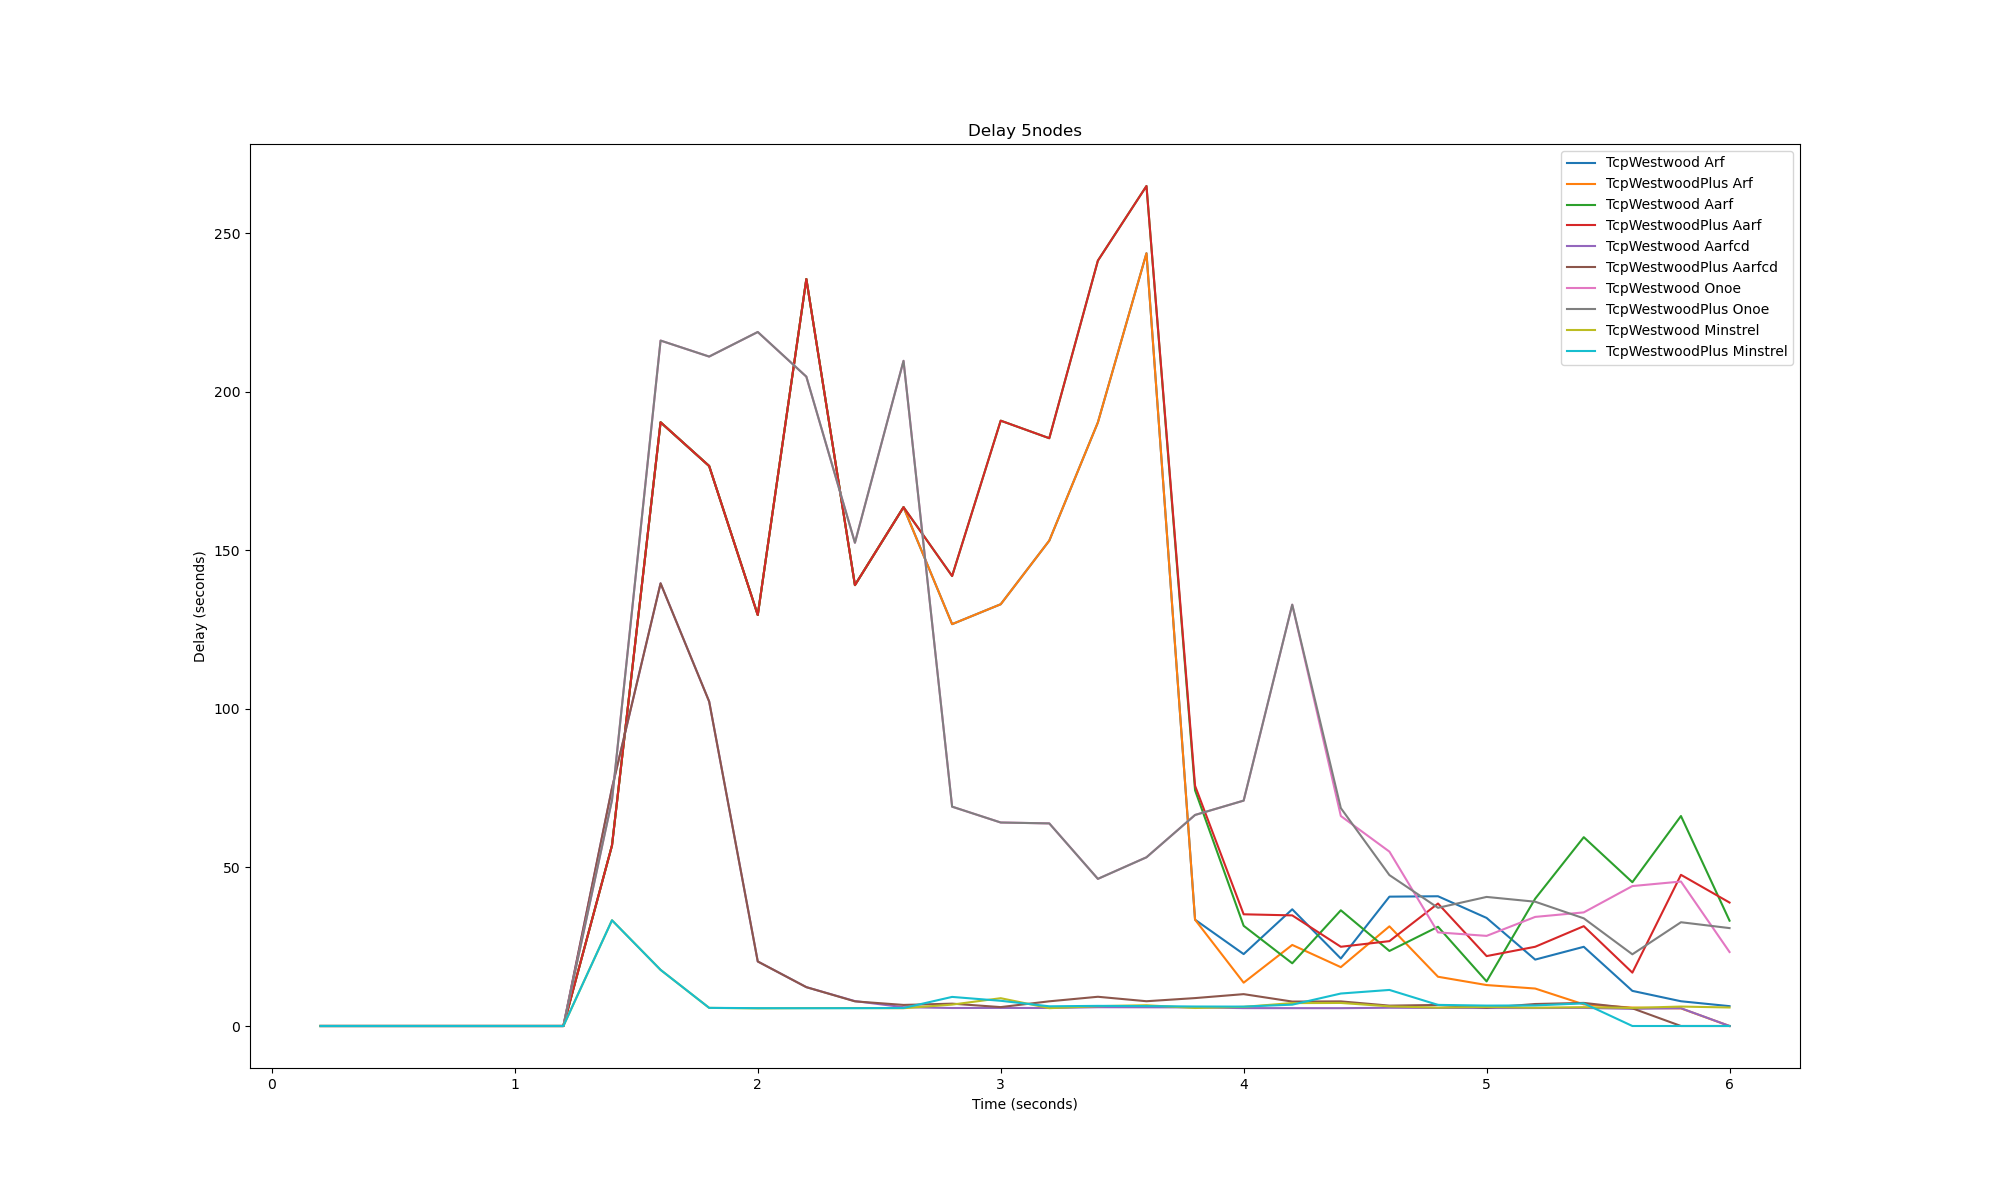 Delay 5nodes
TcpWestwood Arf
TcpWestwoodPlus Arf
TcpWestwood Aarf
TcpWestwoodPlus Aarf
TcpWestwood Aarfcd
TcpWestwoodPlus Aarfcd
TcpWestwood Onoe
TcpWestwoodPlus Onoe
TcpWestwood Minstrel
TcpWestwoodPlus Minstrel
Delay (seconds)
250
200
150
100
50
0
0 1 2 3 4 5 6
Time (seconds)